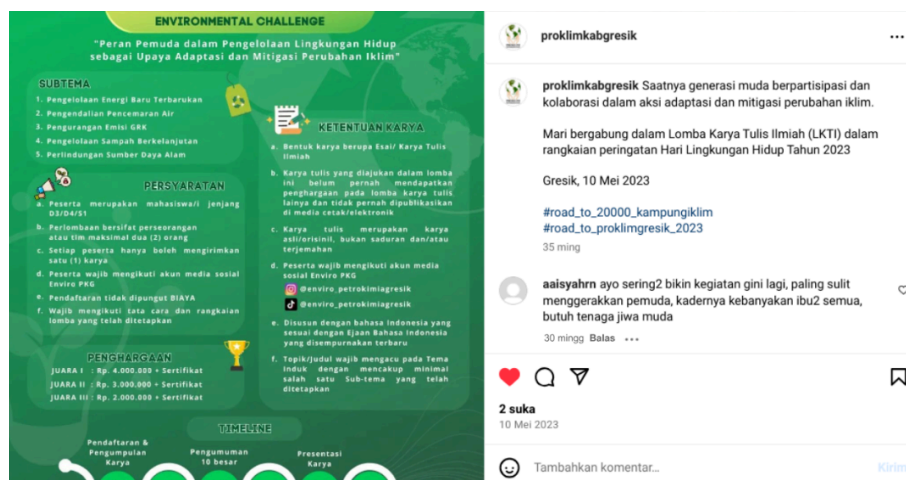 ENVIRONMENTAL CHALLENGE
"Peran Pemuda dalam Pengelolaan Lingkungan Hidup
sebagai Upaya Adaptasi dan Mitigasi Perubahan Iklim"
SUBTEMA
1. Pengelolaan Energi Baru Terbarukan
2. Pengendalian Pencemaran Air
3. Pengurangan Emisi GRK
4. Pengelolaan Sampah Berkelanjutan
5. Perlindungan Sumber Daya Alam
PERSYARATAN
a. Peserta merupakan mahasiswa/i jenjang
D3/D4/S1
b. Perlombaan bersifat perseorangan
atau tim maksimal dua (2) orang
c. Setiap peserta hanya boleh mengirimkan
satu (1) karya
d. Peserta wajib mengikuti akun media sosial
Enviro PKG
e. Pendaftaran tidak dipungut BIAYA
f. Wajib mengikuti tata cara dan rangkaian
lomba yang telah ditetapkan
PENGHARGAAN
JUARA I : Rp. 4.000.000 + Sertifikat
JUARA II : Rp. 3.000.000 + Sertifikat
JUARA III : Rp. 2.000.000 + Sertifikat
KETENTUAN KARYA
a. Bentuk karya berupa Esai/ Karya Tulis
Ilmiah
b. Karya tulis yang diajukan dalam lomba
ini belum pernah mendapatkan
penghargaan pada lomba karya tulis
lainya dan tidak pernah dipublikasikan
di media cetak/elektronik
c. Karya tulis merupakan karya
asli/orisinil, bukan saduran dan/atau
terjemahan
d. Peserta wajib mengikuti akun media
sosial Enviro PKG
@enviro_petrokimiagresik
@enviro_petrokimiagresik
e. Disusun dengan bahasa Indonesia yang
sesuai dengan Ejaan Bahasa Indonesia
yang disempurnakan terbaru
f. Topik/Judul wajib mengacu pada Tema
Induk dengan mencakup minimal
salah satu Sub-tema yang telah
ditetapkan
TIMELINE
Pendaftaran &
Pengumpulan
Karya
Pengumuman
10 besar
Presentasi
Karya
proklimkabgresik
proklimkabgresik Saatnya generasi muda berpartisipasi dan
kolaborasi dalam aksi adaptasi dan mitigasi perubahan iklim.
Mari bergabung dalam Lomba Karya Tulis Ilmiah (LKTI) dalam
rangkaian peringatan Hari Lingkungan Hidup Tahun 2023
Gresik, 10 Mei 2023
#road_to_20000_kampungiklim
#road_to_proklimgresik_2023
35 ming
aaisyahrn ayo sering2 bikin kegiatan gini lagi, paling sulit
menggerakkan pemuda, kadernya kebanyakan ibu2 semua,
butuh tenaga jiwa muda
30 mingg Balas
2 suka
10 Mei 2023
Tambahkan komentar...
Kirim